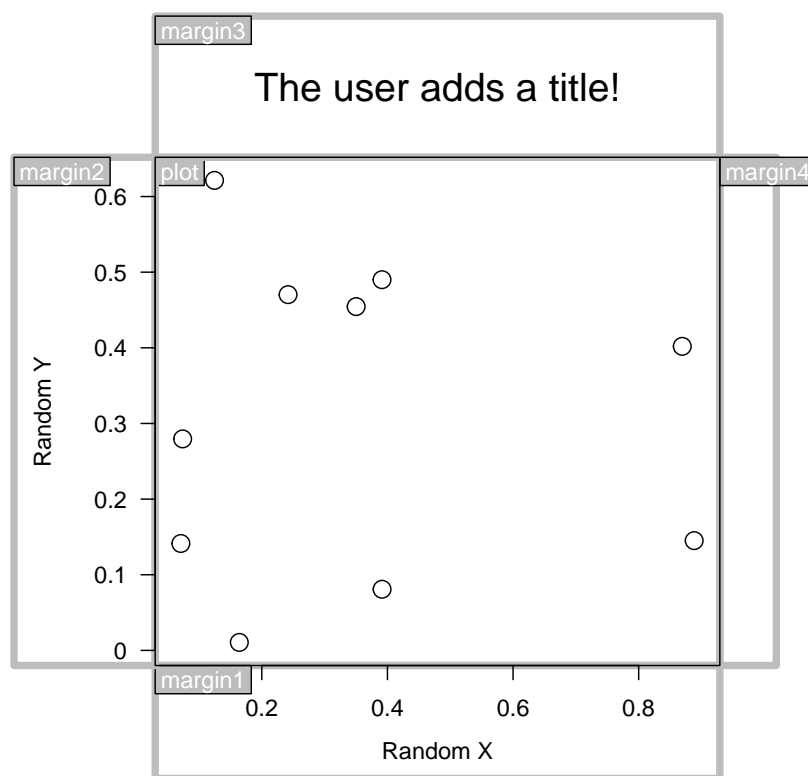 margin3
The user adds a title!
margin2
plot
margin4
0.6
0.5
0.4
0.3
0.2
0.1
0
Random Y
margin1
0.2 0.4 0.6 0.8
Random X